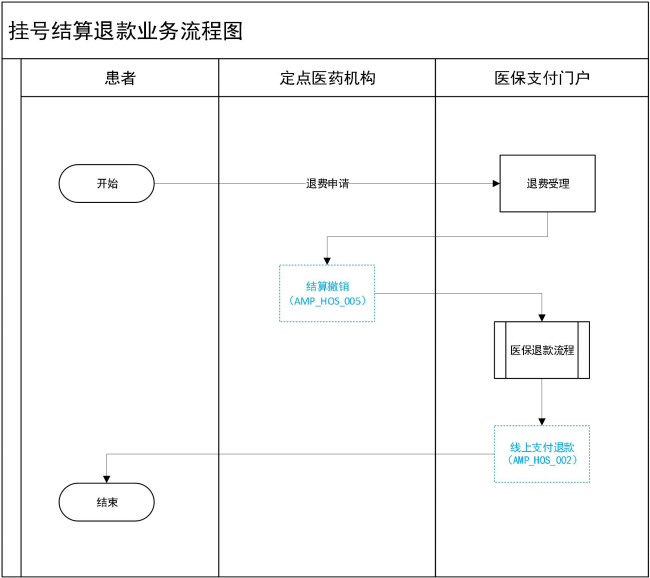 挂号结算退款业务流程图
患者
定点医药机构
医保支付门户
开始
退费申请
退费受理
结算撤销
（AMP_HOS_005）
医保退款流程
线上支付退款
（AMP_HOS_002）
结束